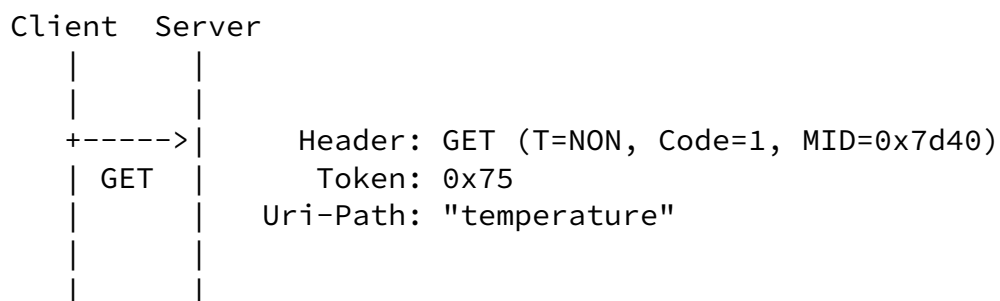 Client  Server
   |      |
   |      |
   +----->|     Header: GET (T=NON, Code=1, MID=0x7d40)
   | GET  |      Token: 0x75
   |      |   Uri-Path: "temperature"
   |      |
   |      |